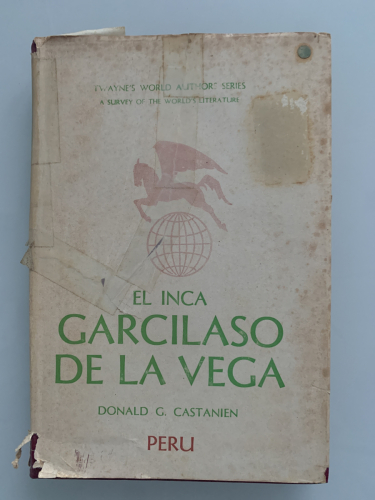 TWAYNE'S WORLD AUTHORS SERIES
A SURVEY OF THE WORLD'S LITERATURE
EL INCA
GARCILASO
DE LA VEGA
DONALD G. CASTANIEN
PERU